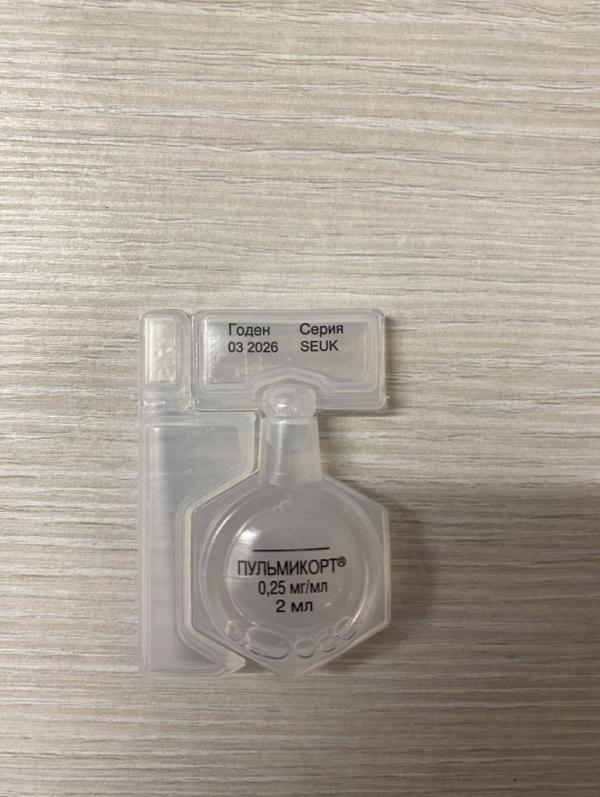 Годен Серия
03 2026 SEUK
ПУЛЬМИКОРТ®
0,25 мг/мл
2 мл